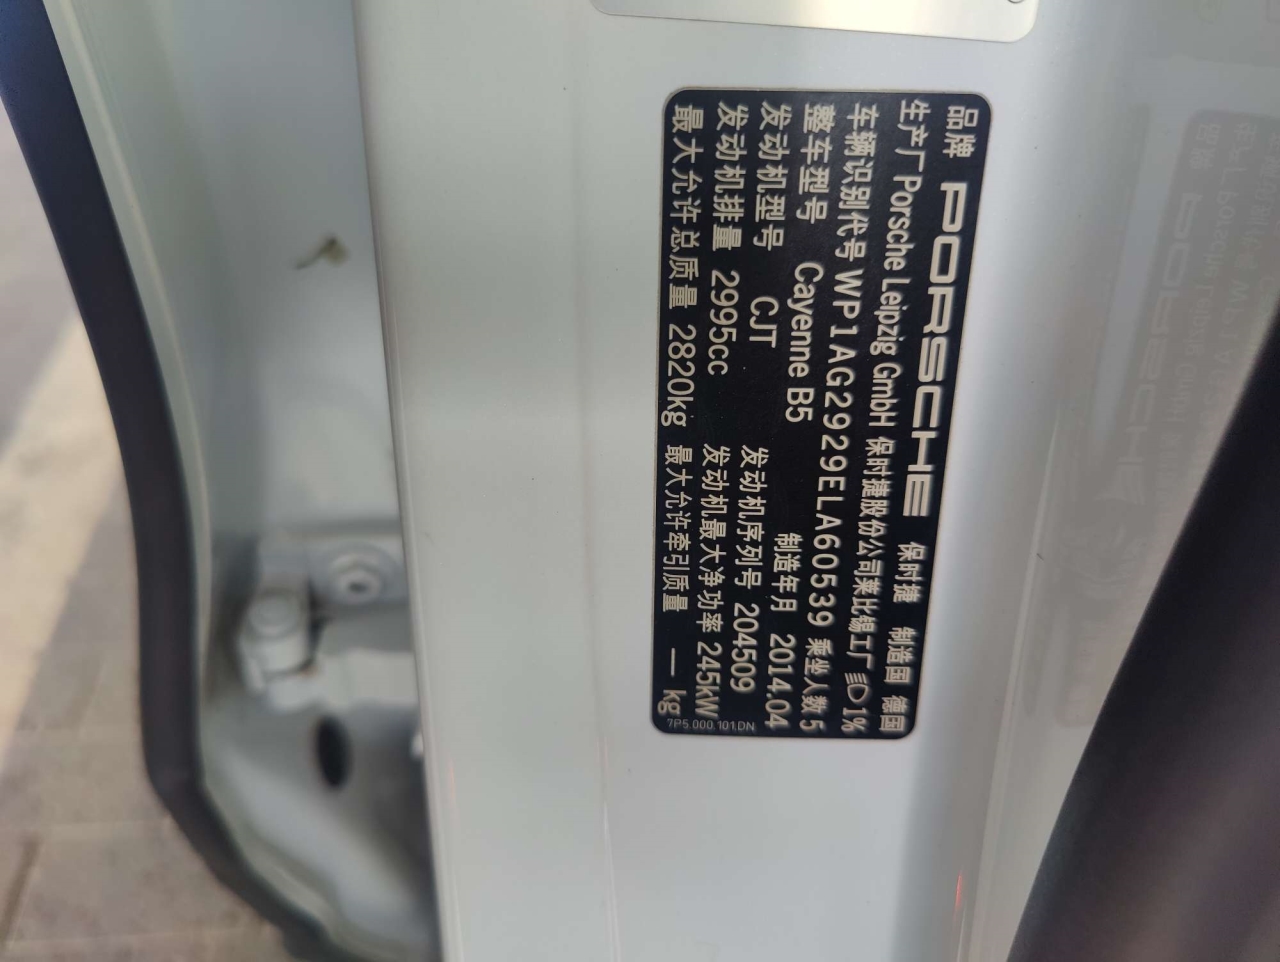 品牌 PORSCHE 保时捷 制造国 德国
生产厂 Porsche Leipzig GmbH 保时捷股份公司莱比锡工厂 1%
车辆识别代号 WP1AG2929ELA60539 乘坐人数 5
整车型号 Cayenne B5 制造年月 2014.04
发动机型号 CJT 发动机序列号 204509
发动机排量 2995cc 发动机最大净功率 245kW
最大允许总质量 2820kg 最大允许牵引质量 — kg
7P5.000.101.DN